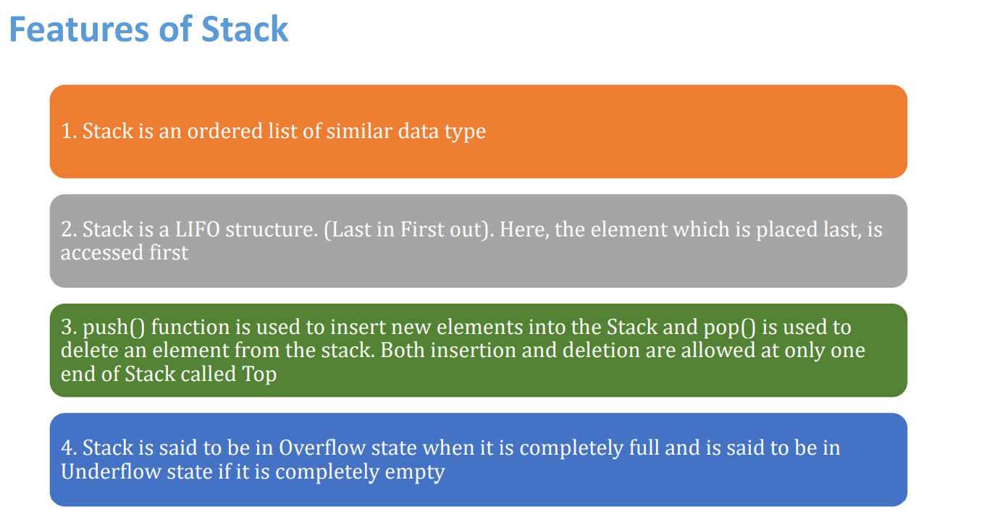 Features of Stack
1. Stack is an ordered list of similar data type
2. Stack is a LIFO structure. (Last in First out). Here, the element which is placed last, is
accessed first
3. push() function is used to insert new elements into the Stack and pop() is used to
delete an element from the stack. Both insertion and deletion are allowed at only one
end of Stack called Top
4. Stack is said to be in Overflow state when it is completely full and is said to be in
Underflow state if it is completely empty